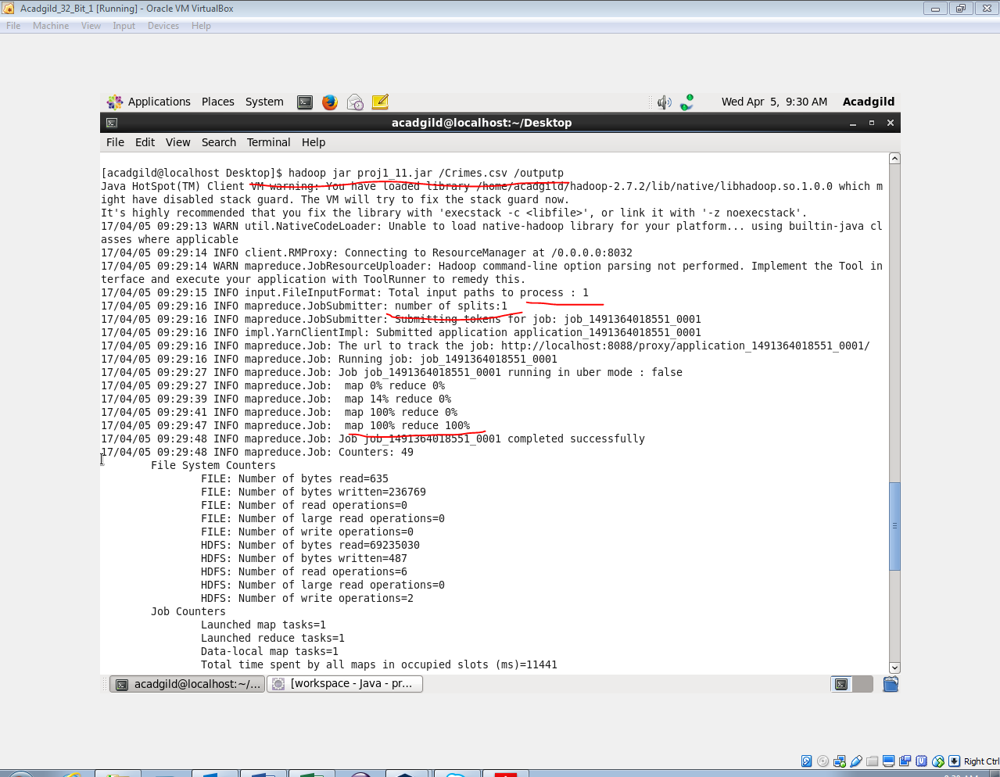 Acadgild_32_Bit_1 [Running] - Oracle VM VirtualBox
File Machine View Input Devices Help
Applications Places System Wed Apr 5, 9:30 AM Acadgild
acadgild@localhost:~/Desktop
File Edit View Search Terminal Help
[acadgild@localhost Desktop]$ hadoop jar proj1_11.jar /Crimes.csv /outputp
Java HotSpot(TM) Client VM warning: You have loaded library /home/acadgild/hadoop-2.7.2/lib/native/libhadoop.so.1.0.0 which m
ight have disabled stack guard. The VM will try to fix the stack guard now.
It's highly recommended that you fix the library with 'execstack -c <libfile>', or link it with '-z noexecstack'.
17/04/05 09:29:13 WARN util.NativeCodeLoader: Unable to load native-hadoop library for your platform... using builtin-java cl
asses where applicable
17/04/05 09:29:14 INFO client.RMProxy: Connecting to ResourceManager at /0.0.0.0:8032
17/04/05 09:29:14 WARN mapreduce.JobResourceUploader: Hadoop command-line option parsing not performed. Implement the Tool in
terface and execute your application with ToolRunner to remedy this.
17/04/05 09:29:15 INFO input.FileInputFormat: Total input paths to process : 1
17/04/05 09:29:16 INFO mapreduce.JobSubmitter: number of splits:1
17/04/05 09:29:16 INFO mapreduce.JobSubmitter: Submitting tokens for job: job_1491364018551_0001
17/04/05 09:29:16 INFO impl.YarnClientImpl: Submitted application application_1491364018551_0001
17/04/05 09:29:16 INFO mapreduce.Job: The url to track the job: http://localhost:8088/proxy/application_1491364018551_0001/
17/04/05 09:29:16 INFO mapreduce.Job: Running job: job_1491364018551_0001
17/04/05 09:29:27 INFO mapreduce.Job: Job job_1491364018551_0001 running in uber mode : false
17/04/05 09:29:27 INFO mapreduce.Job:  map 0% reduce 0%
17/04/05 09:29:39 INFO mapreduce.Job:  map 14% reduce 0%
17/04/05 09:29:41 INFO mapreduce.Job:  map 100% reduce 0%
17/04/05 09:29:47 INFO mapreduce.Job:  map 100% reduce 100%
17/04/05 09:29:48 INFO mapreduce.Job: Job job_1491364018551_0001 completed successfully
17/04/05 09:29:48 INFO mapreduce.Job: Counters: 49
File System Counters
FILE: Number of bytes read=635
FILE: Number of bytes written=236769
FILE: Number of read operations=0
FILE: Number of large read operations=0
FILE: Number of write operations=0
HDFS: Number of bytes read=69235030
HDFS: Number of bytes written=487
HDFS: Number of read operations=6
HDFS: Number of large read operations=0
HDFS: Number of write operations=2
Job Counters
Launched map tasks=1
Launched reduce tasks=1
Data-local map tasks=1
Total time spent by all maps in occupied slots (ms)=11441
acadgild@localhost:~/... [workspace - Java - pr...
Right Ctrl